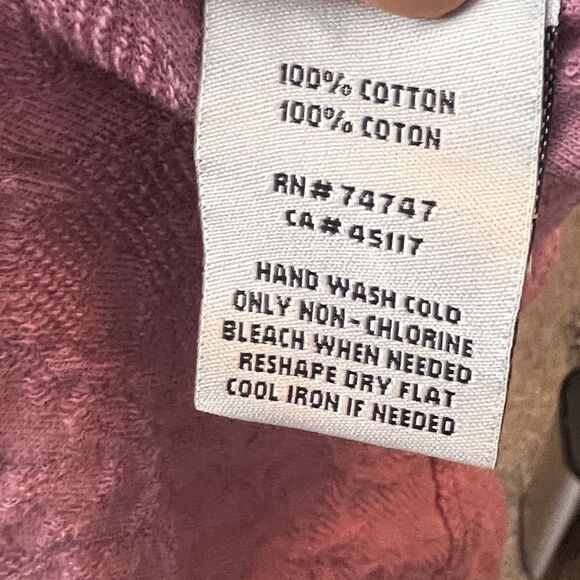 100% COTTON
100% COTON
RN# 74747
CA# 45117
HAND WASH COLD
ONLY NON-CHLORINE
BLEACH WHEN NEEDED
RESHAPE DRY FLAT
COOL IRON IF NEEDED